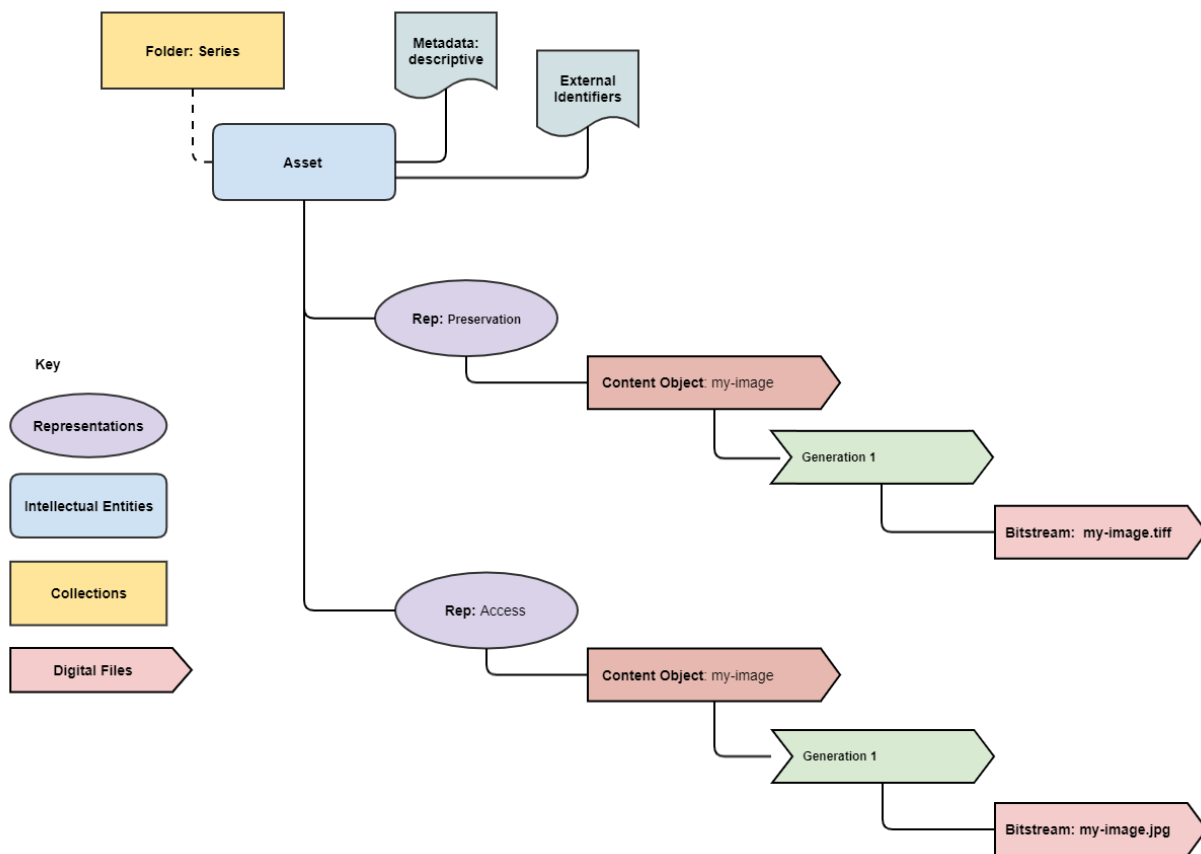 Folder: Series
Metadata:
descriptive
External
Identifiers
Asset
Rep: Preservation
Content Object: my-image
Generation 1
Bitstream:  my-image.tiff
Key
Representations
Intellectual Entities
Collections
Digital Files
Rep: Access
Content Object: my-image
Generation 1
Bitstream: my-image.jpg